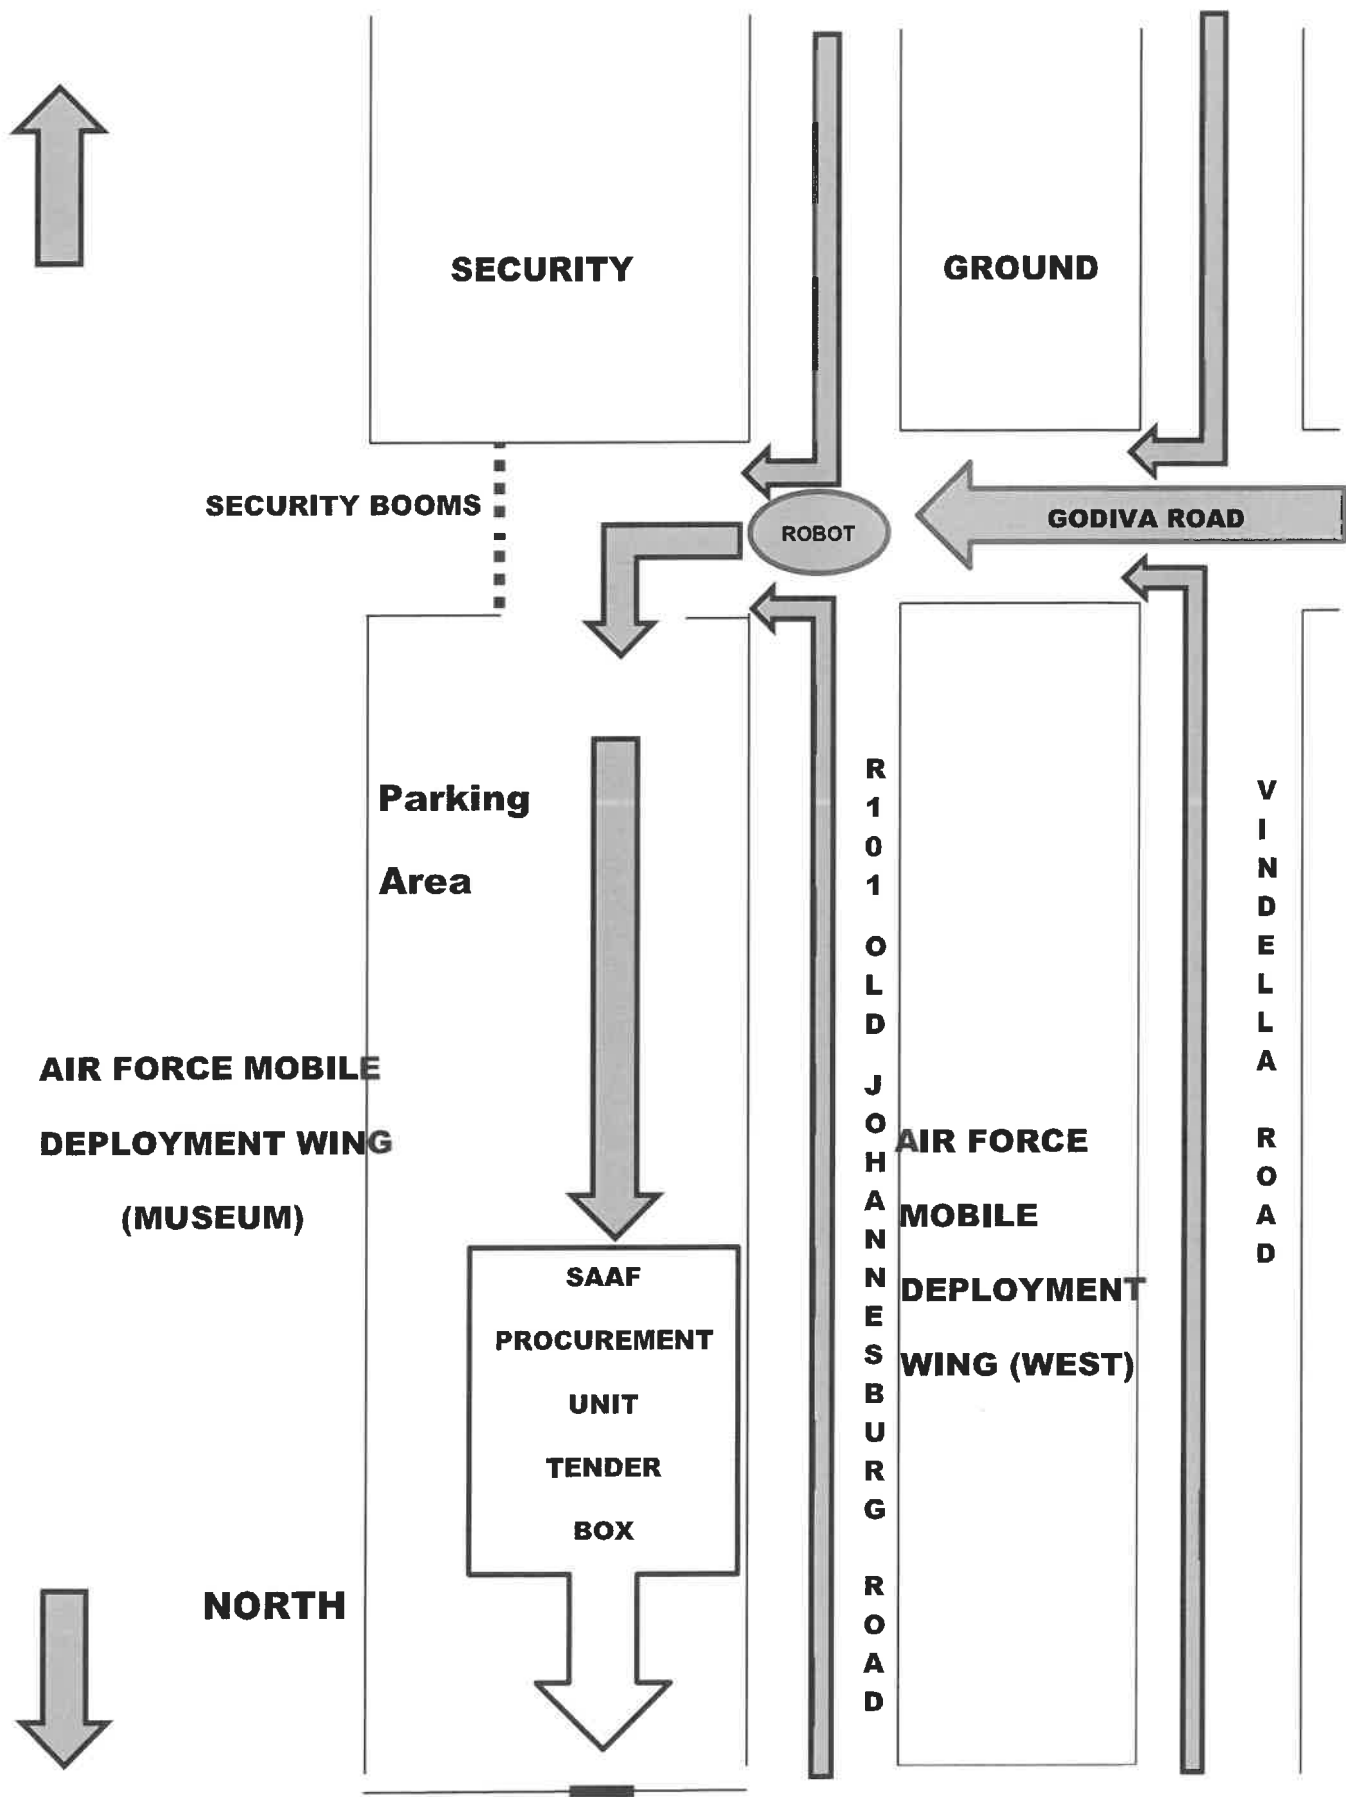 SECURITY
GROUND
SECURITY BOOMS
ROBOT
GODIVA ROAD
Parking
Area
R101 OLD JOHANNESBURG ROAD
VINDELLA ROAD
AIR FORCE MOBILE
DEPLOYMENT WING
(MUSEUM)
AIR FORCE
MOBILE
DEPLOYMENT
WING (WEST)
SAAF
PROCUREMENT
UNIT
TENDER
BOX
NORTH